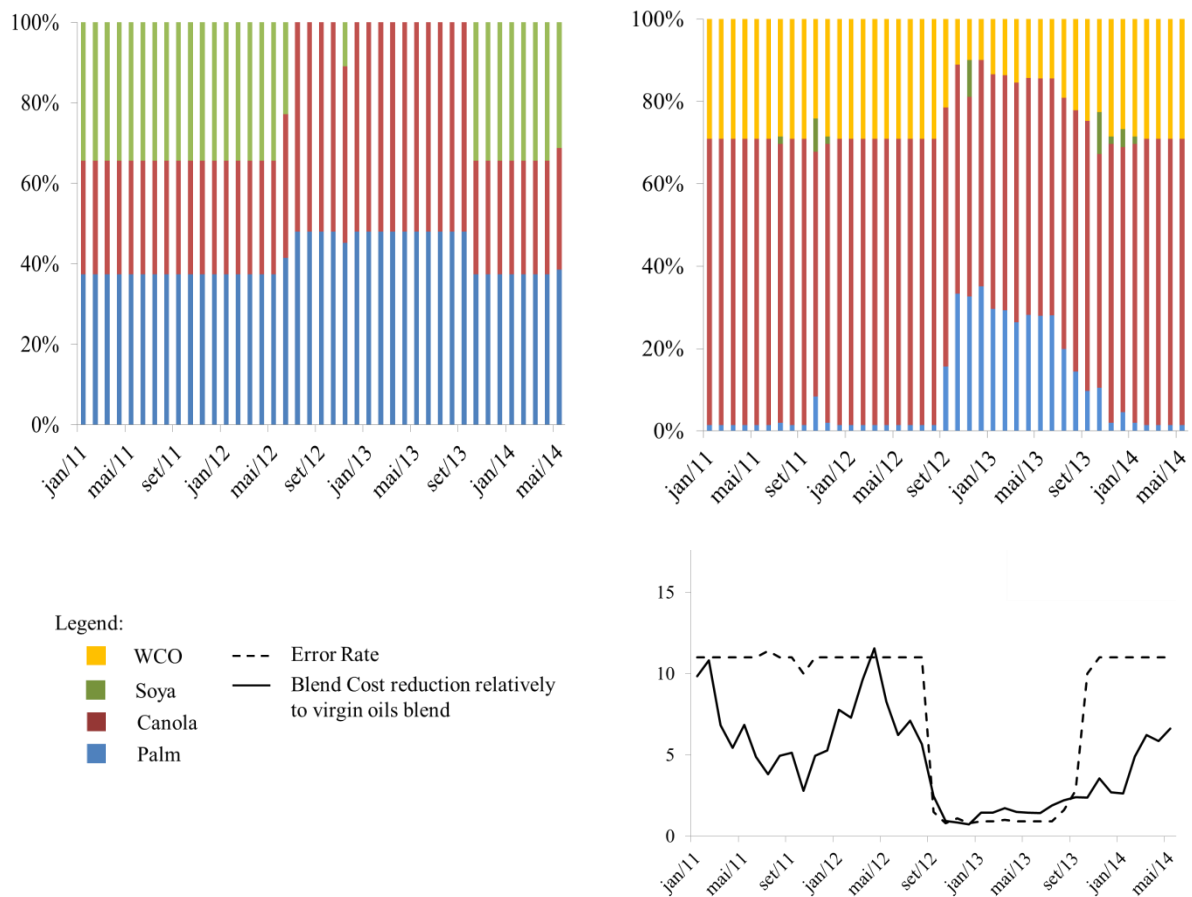 100%
80%
60%
40%
20%
0%
jan/11
mai/11
set/11
jan/12
mai/12
set/12
jan/13
mai/13
set/13
jan/14
mai/14
100%
80%
60%
40%
20%
0%
jan/11
mai/11
set/11
jan/12
mai/12
set/12
jan/13
mai/13
set/13
jan/14
mai/14
Legend:
WCO
Soya
Canola
Palm
Error Rate
Blend Cost reduction relatively
to virgin oils blend
15
10
5
0
jan/11
mai/11
set/11
jan/12
mai/12
set/12
jan/13
mai/13
set/13
jan/14
mai/14